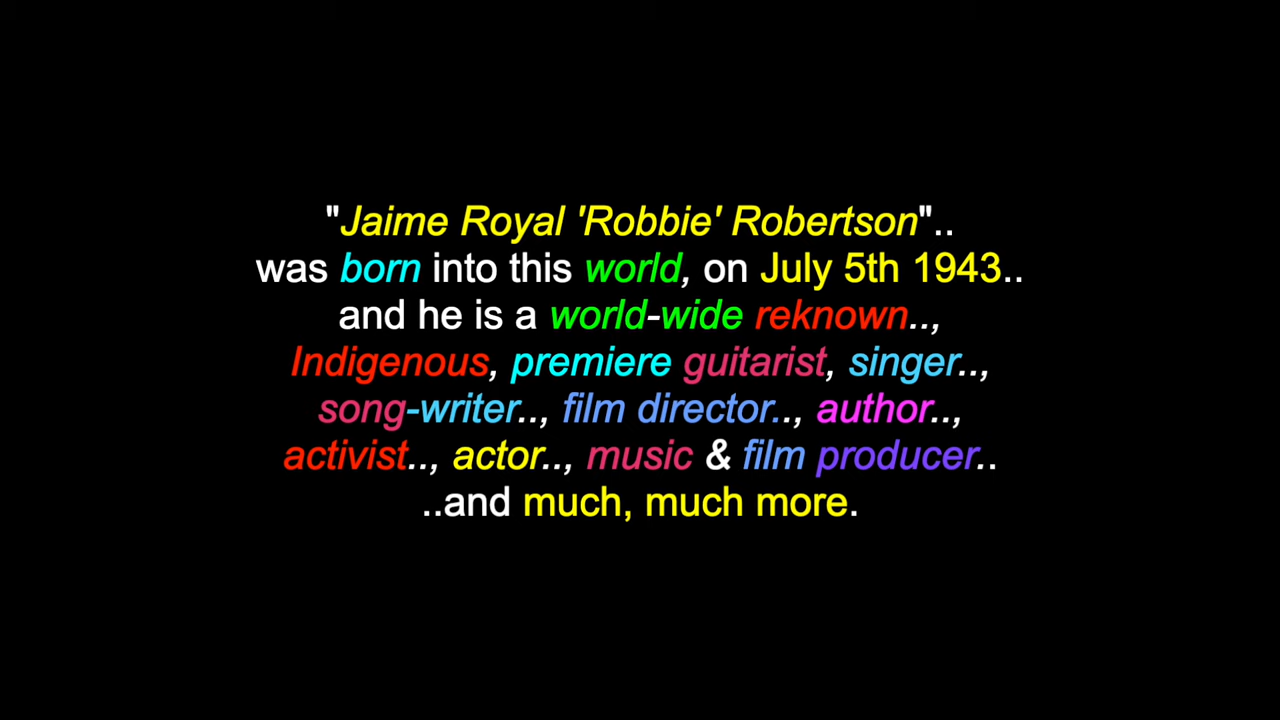 "Jaime Royal 'Robbie' Robertson"..
was born into this world, on July 5th 1943..
and he is a world-wide reknown..,
Indigenous, premiere guitarist, singer..,
song-writer.., film director.., author..,
activist.., actor.., music & film producer..
..and much, much more.